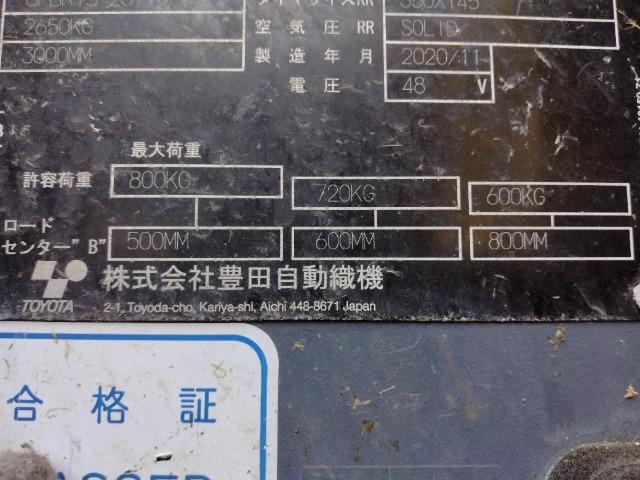 2650KG 空気圧 RR SOLID
3000MM 製造年月 2020/11
電圧 48 V
最大荷重
許容荷重 800KG 720KG 600KG
ロード
センター"B" 500MM 600MM 800MM
TOYOTA 株式会社豊田自動織機
2-1, Toyoda-cho, Kariya-shi, Aichi 448-8671 Japan
合格証